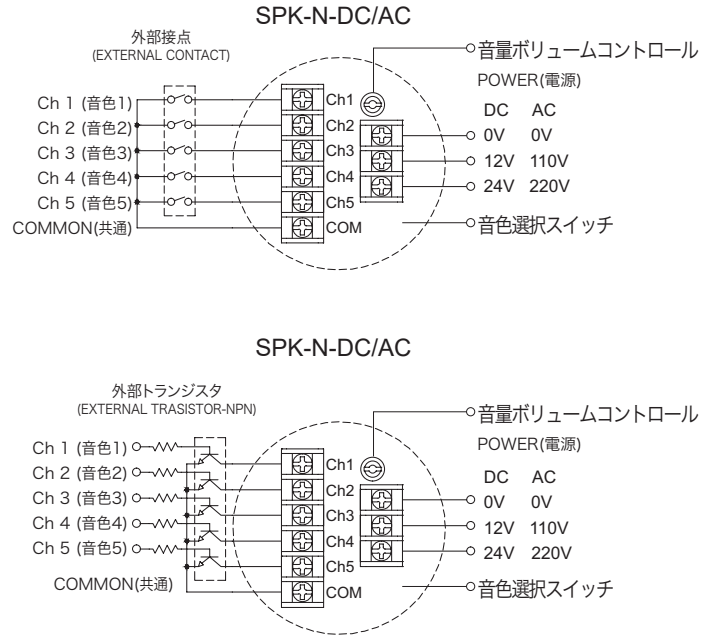 SPK-N-DC/AC
外部接点
(EXTERNAL CONTACT)
音量ボリュームコントロール
POWER(電源)
DC AC
Ch 1 (音色1)
Ch1
Ch 2 (音色2)
Ch2
0V 0V
Ch 3 (音色3)
Ch3
12V 110V
Ch 4 (音色4)
Ch4
24V 220V
Ch 5 (音色5)
Ch5
COMMON(共通)
COM
音色選択スイッチ
SPK-N-DC/AC
外部トランジスタ
(EXTERNAL TRASISTOR-NPN)
音量ボリュームコントロール
POWER(電源)
DC AC
Ch 1 (音色1)
Ch1
Ch 2 (音色2)
Ch2
0V 0V
Ch 3 (音色3)
Ch3
12V 110V
Ch 4 (音色4)
Ch4
24V 220V
Ch 5 (音色5)
Ch5
COMMON(共通)
COM
音色選択スイッチ